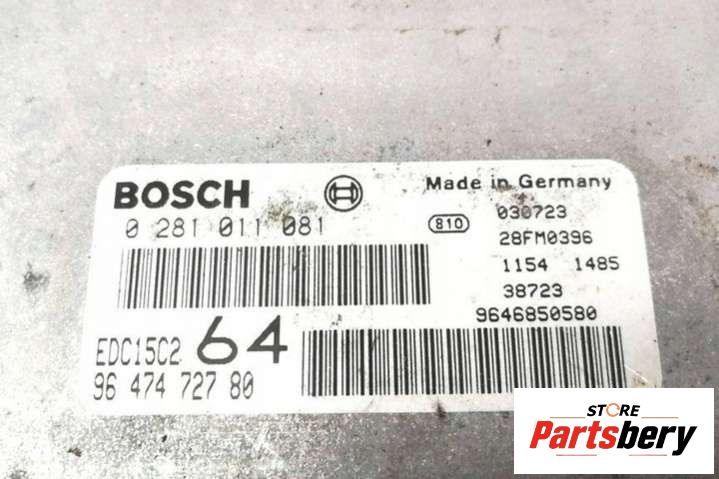 BOSCH
Made in Germany
0 281 011 081
810
030723
28FM0396
1154 1485
38723
9646850580
EDC15C2 64
96 474 727 80
STORE
Partsbery